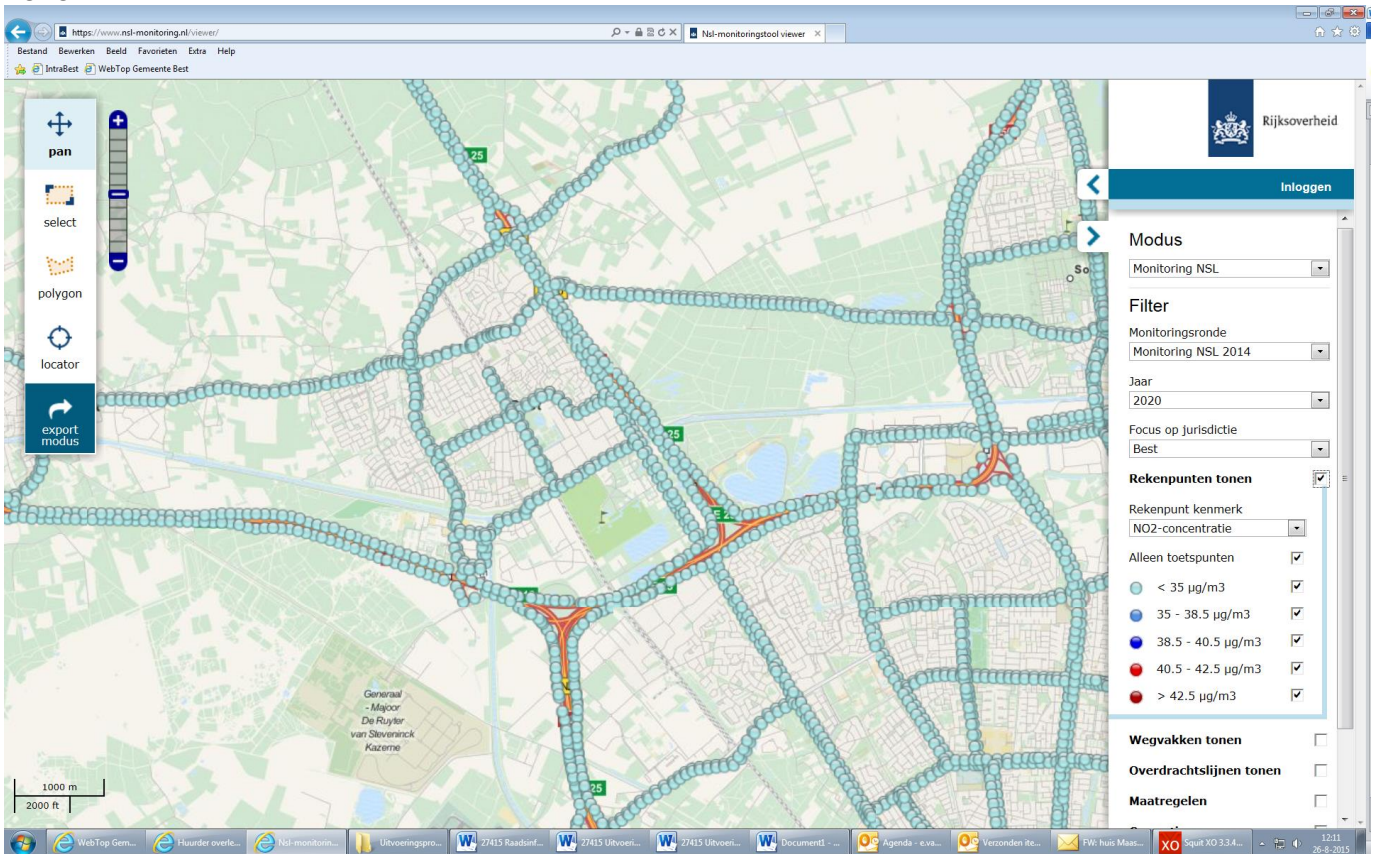 https://www.nsl-monitoring.nl/viewer/
Nsl-monitoringstool viewer
Bestand Bewerken Beeld Favorieten Extra Help
IntraBest WebTop Gemeente Best
pan
select
polygon
locator
export
modus
25
25
25
So
Generaal
- Majoor
De Ruyter
van Steveninck
Kazerne
1000 m
2000 ft
Rijksoverheid
Inloggen
Modus
Monitoring NSL
Filter
Monitoringsronde
Monitoring NSL 2014
Jaar
2020
Focus op jurisdictie
Best
Rekenpunten tonen
Rekenpunt kenmerk
NO2-concentratie
Alleen toetspunten
< 35 µg/m3
35 - 38.5 µg/m3
38.5 - 40.5 µg/m3
40.5 - 42.5 µg/m3
> 42.5 µg/m3
Wegvakken tonen
Overdrachtslijnen tonen
Maatregelen
WebTop Gem... Huurder overle... Nsl-monitorin... Uitvoeringspro... 27415 Raadsinf... 27415 Uitvoeri... 27415 Uitvoeri... Document1 - ... Agenda - e.va... Verzonden ite... FW: huis Maas... XO Squit XO 3.3.4... 12:11
26-8-2015